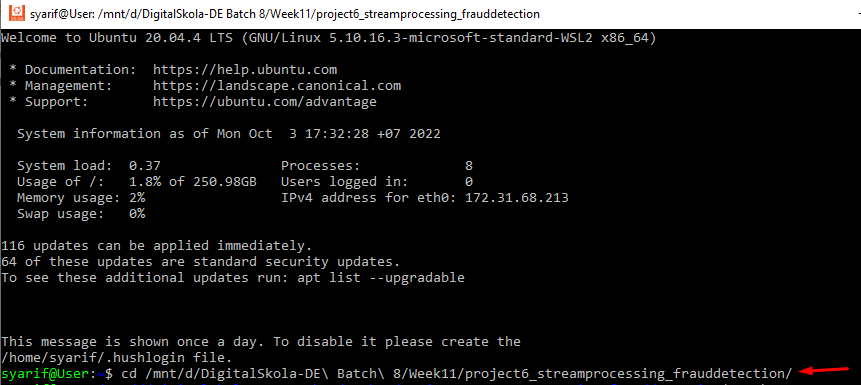 syarif@User: /mnt/d/DigitalSkola-DE Batch 8/Week11/project6_streamprocessing_frauddetection
Welcome to Ubuntu 20.04.4 LTS (GNU/Linux 5.10.16.3-microsoft-standard-WSL2 x86_64)
* Documentation:  https://help.ubuntu.com
* Management:     https://landscape.canonical.com
* Support:        https://ubuntu.com/advantage
System information as of Mon Oct  3 17:32:28 +07 2022
System load:  0.37               Processes:             8
Usage of /:   1.8% of 250.98GB   Users logged in:       0
Memory usage: 2%                 IPv4 address for eth0: 172.31.68.213
Swap usage:   0%
116 updates can be applied immediately.
64 of these updates are standard security updates.
To see these additional updates run: apt list --upgradable
This message is shown once a day. To disable it please create the
/home/syarif/.hushlogin file.
syarif@User:~$ cd /mnt/d/DigitalSkola-DE\ Batch\ 8/Week11/project6_streamprocessing_frauddetection/